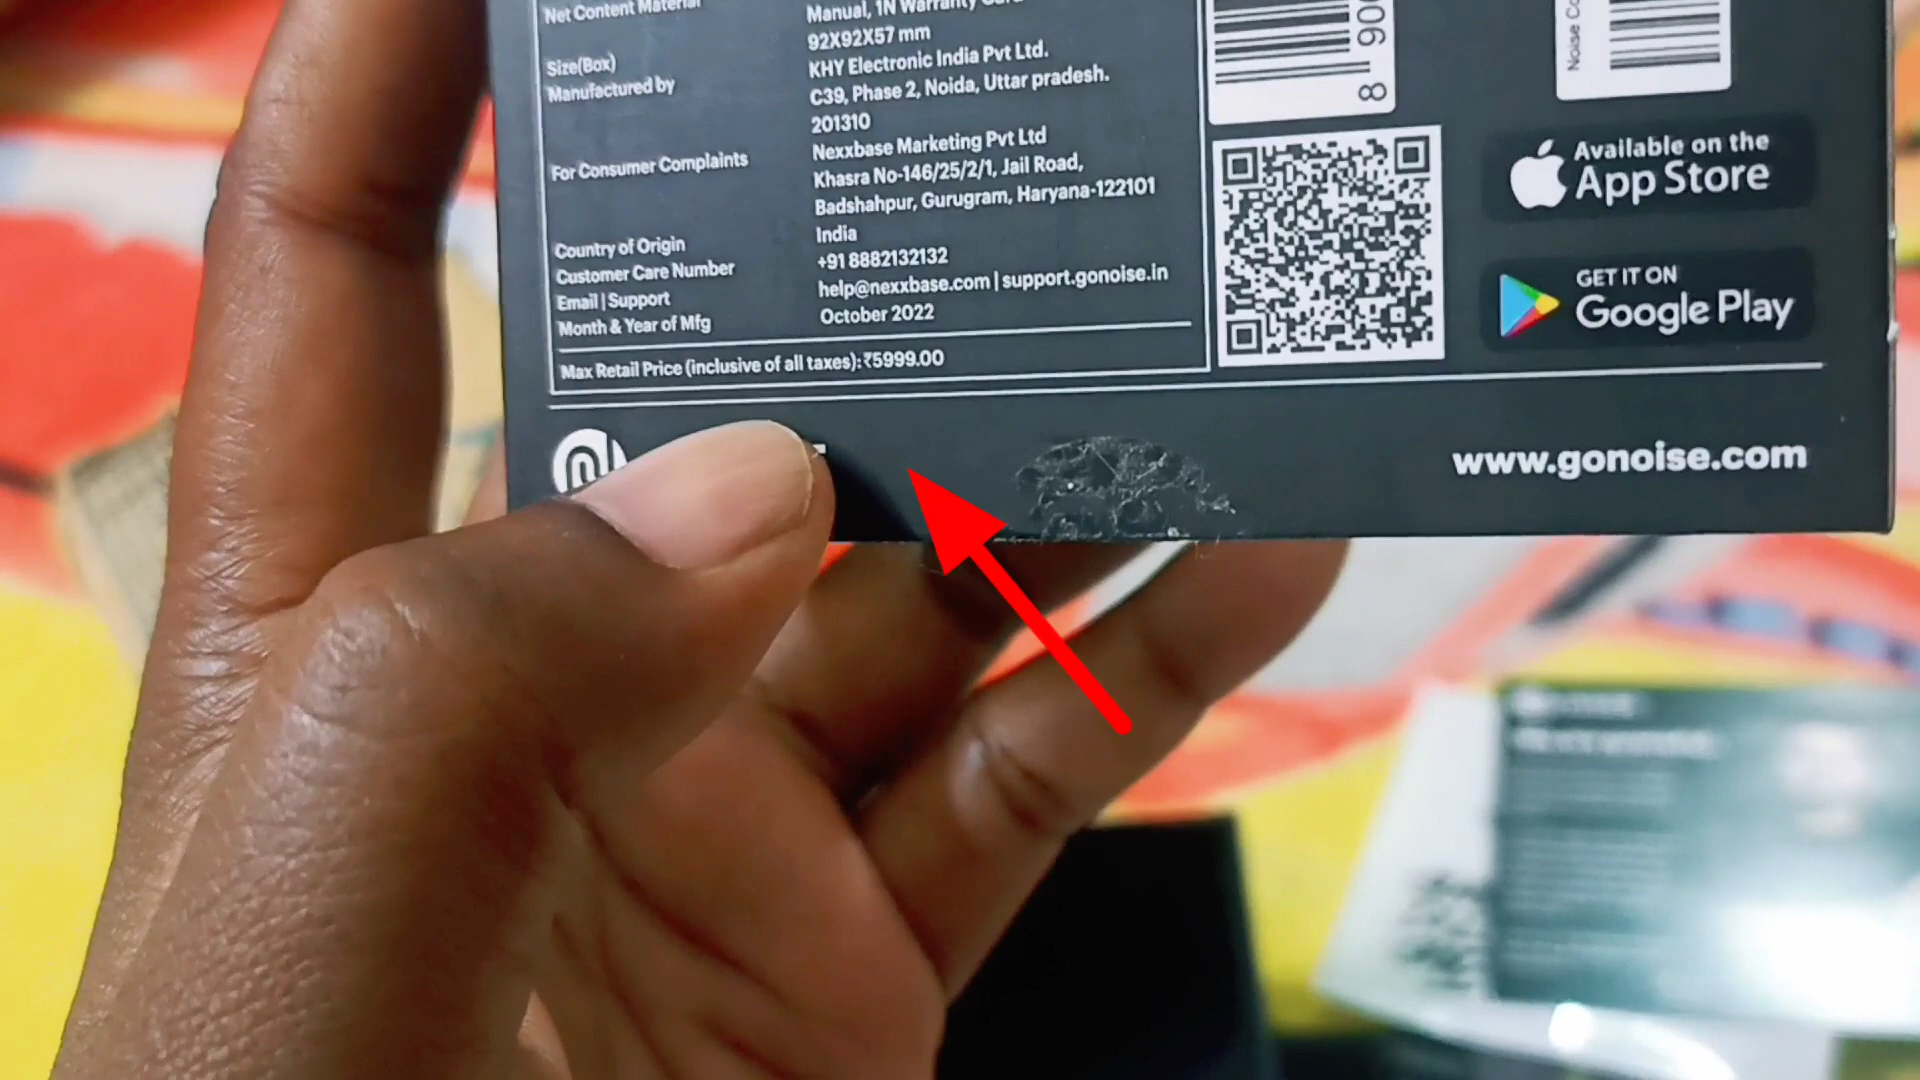 Net Content Material
Manual, 1N Warranty Card
Size(Box)
92X92X57 mm
Manufactured by
KHY Electronic India Pvt Ltd.
C39, Phase 2, Noida, Uttar pradesh.
201310
For Consumer Complaints
Nexxbase Marketing Pvt Ltd
Khasra No-146/25/2/1, Jail Road,
Badshahpur, Gurugram, Haryana-122101
Country of Origin
India
Customer Care Number
+91 8882132132
Email | Support
help@nexxbase.com | support.gonoise.in
Month & Year of Mfg
October 2022
Max Retail Price (inclusive of all taxes):₹5999.00
8 90
Noise
Available on the
App Store
GET IT ON
Google Play
www.gonoise.com